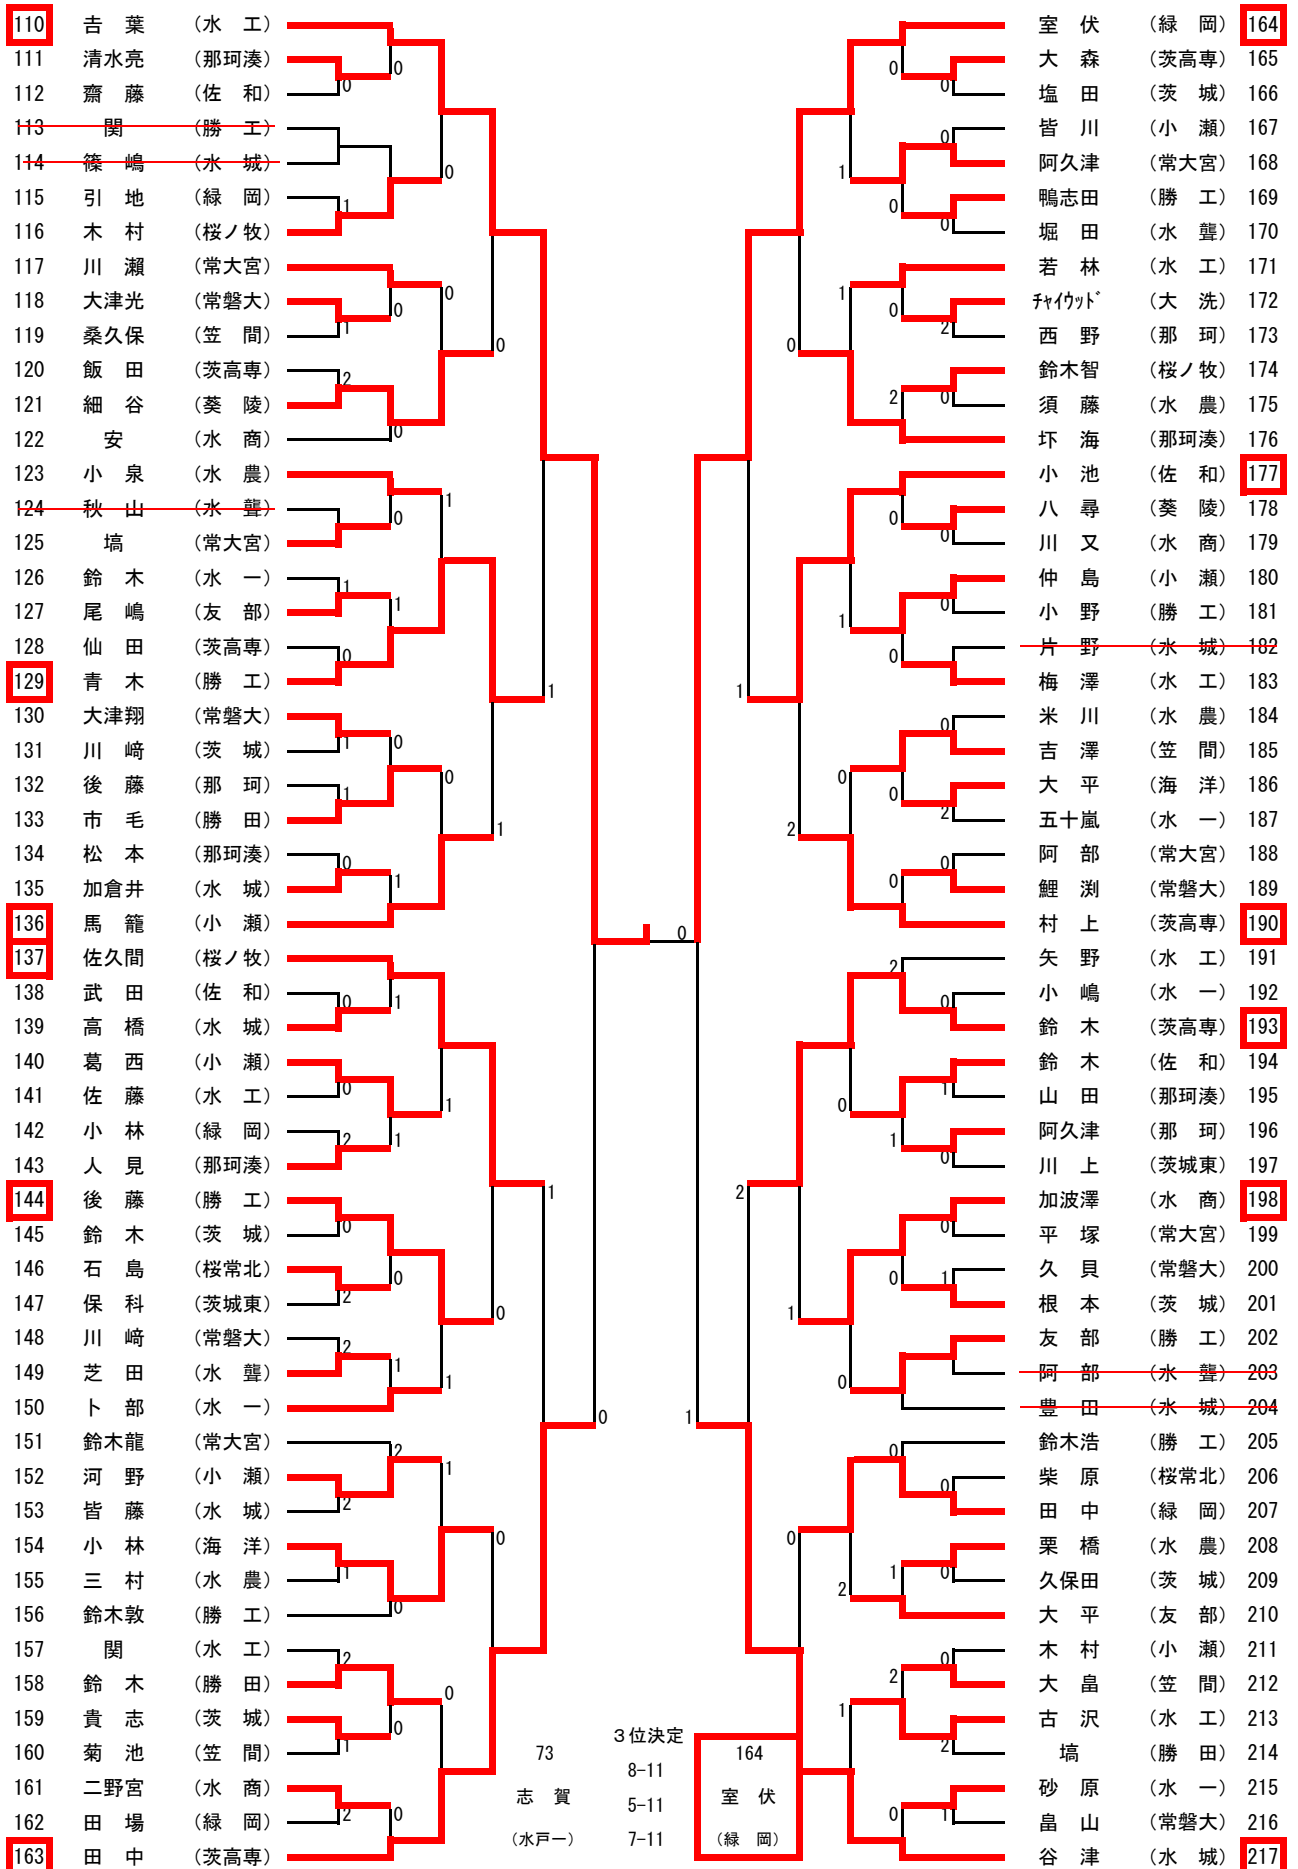 110 𠮷葉 （水 工）
111 清水亮 （那珂湊）
112 齋藤 （佐 和）
113 関 （勝 工）
114 篠嶋 （水 城）
115 引地 （緑 岡）
116 木村 （桜ノ牧）
117 川瀬 （常大宮）
118 大津光 （常磐大）
119 桑久保 （笠 間）
120 飯田 （茨高専）
121 細谷 （葵 陵）
122 安 （水 商）
123 小泉 （水 農）
124 秋山 （水 聾）
125 塙 （常大宮）
126 鈴木 （水 一）
127 尾嶋 （友 部）
128 仙田 （茨高専）
129 青木 （勝 工）
130 大津翔 （常磐大）
131 川﨑 （茨 城）
132 後藤 （那 珂）
133 市毛 （勝 田）
134 松本 （那珂湊）
135 加倉井 （水 城）
136 馬籠 （小 瀬）
137 佐久間 （桜ノ牧）
138 武田 （佐 和）
139 高橋 （水 城）
140 葛西 （小 瀬）
141 佐藤 （水 工）
142 小林 （緑 岡）
143 人見 （那珂湊）
144 後藤 （勝 工）
145 鈴木 （茨 城）
146 石島 （桜常北）
147 保科 （茨城東）
148 川﨑 （常磐大）
149 芝田 （水 聾）
150 卜部 （水 一）
151 鈴木龍 （常大宮）
152 河野 （小 瀬）
153 皆藤 （水 城）
154 小林 （海 洋）
155 三村 （水 農）
156 鈴木敦 （勝 工）
157 関 （水 工）
158 鈴木 （勝 田）
159 貴志 （茨 城）
160 菊池 （笠 間）
161 二野宮 （水 商）
162 田場 （緑 岡）
163 田中 （茨高専）
室伏 （緑 岡） 164
大森 （茨高専） 165
塩田 （茨 城） 166
皆川 （小 瀬） 167
阿久津 （常大宮） 168
鴨志田 （勝 工） 169
堀田 （水 聾） 170
若林 （水 工） 171
ﾁｬｲｳｯﾄﾞ （大 洗） 172
西野 （那 珂） 173
鈴木智 （桜ノ牧） 174
須藤 （水 農） 175
坏海 （那珂湊） 176
小池 （佐 和） 177
八尋 （葵 陵） 178
川又 （水 商） 179
仲島 （小 瀬） 180
小野 （勝 工） 181
片野 （水 城） 182
梅澤 （水 工） 183
米川 （水 農） 184
吉澤 （笠 間） 185
大平 （海 洋） 186
五十嵐 （水 一） 187
阿部 （常大宮） 188
鯉渕 （常磐大） 189
村上 （茨高専） 190
矢野 （水 工） 191
小嶋 （水 一） 192
鈴木 （茨高専） 193
鈴木 （佐 和） 194
山田 （那珂湊） 195
阿久津 （那 珂） 196
川上 （茨城東） 197
加波澤 （水 商） 198
平塚 （常大宮） 199
久貝 （常磐大） 200
根本 （茨 城） 201
友部 （勝 工） 202
阿部 （水 聾） 203
豊田 （水 城） 204
鈴木浩 （勝 工） 205
柴原 （桜常北） 206
田中 （緑 岡） 207
栗橋 （水 農） 208
久保田 （茨 城） 209
大平 （友 部） 210
木村 （小 瀬） 211
大畠 （笠 間） 212
古沢 （水 工） 213
塙 （勝 田） 214
砂原 （水 一） 215
畠山 （常磐大） 216
谷津 （水 城） 217
３位決定
73 8-11 164
志賀 5-11 室伏
（水戸一） 7-11 （緑 岡）